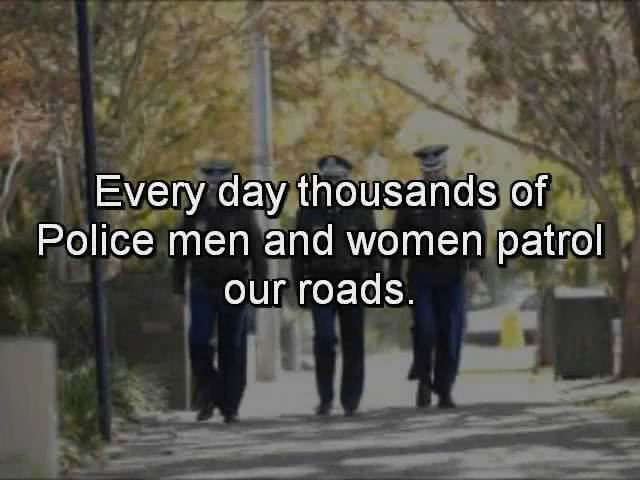 Every day thousands of
Police men and women patrol
our roads.